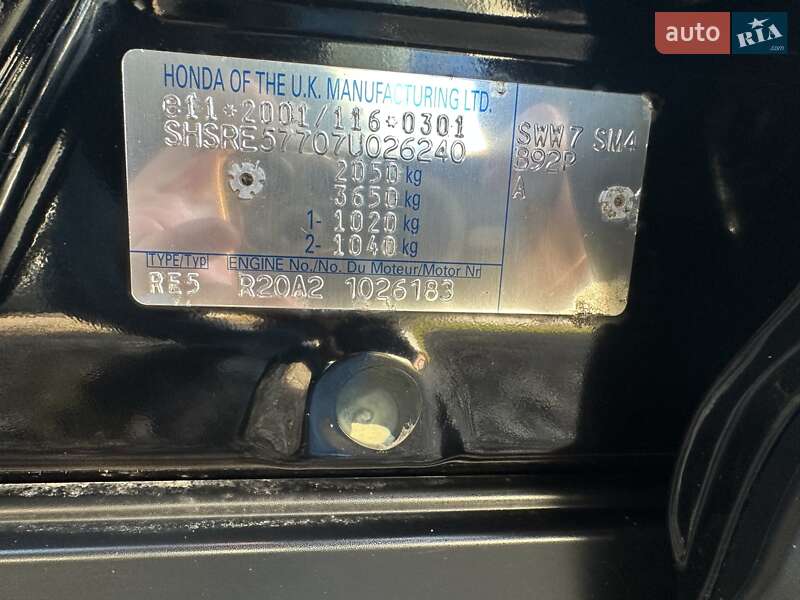 auto RIA.com
HONDA OF THE U.K. MANUFACTURING LTD.
e11*2001/116*0301
SHSRE57707U026240
2050 kg
3650 kg
1- 1020 kg
2- 1040 kg
TYPE/Typ ENGINE No./No. Du Moteur/Motor Nr
RE5 R20A2 1026183
SWW7 SM4
B92P
A